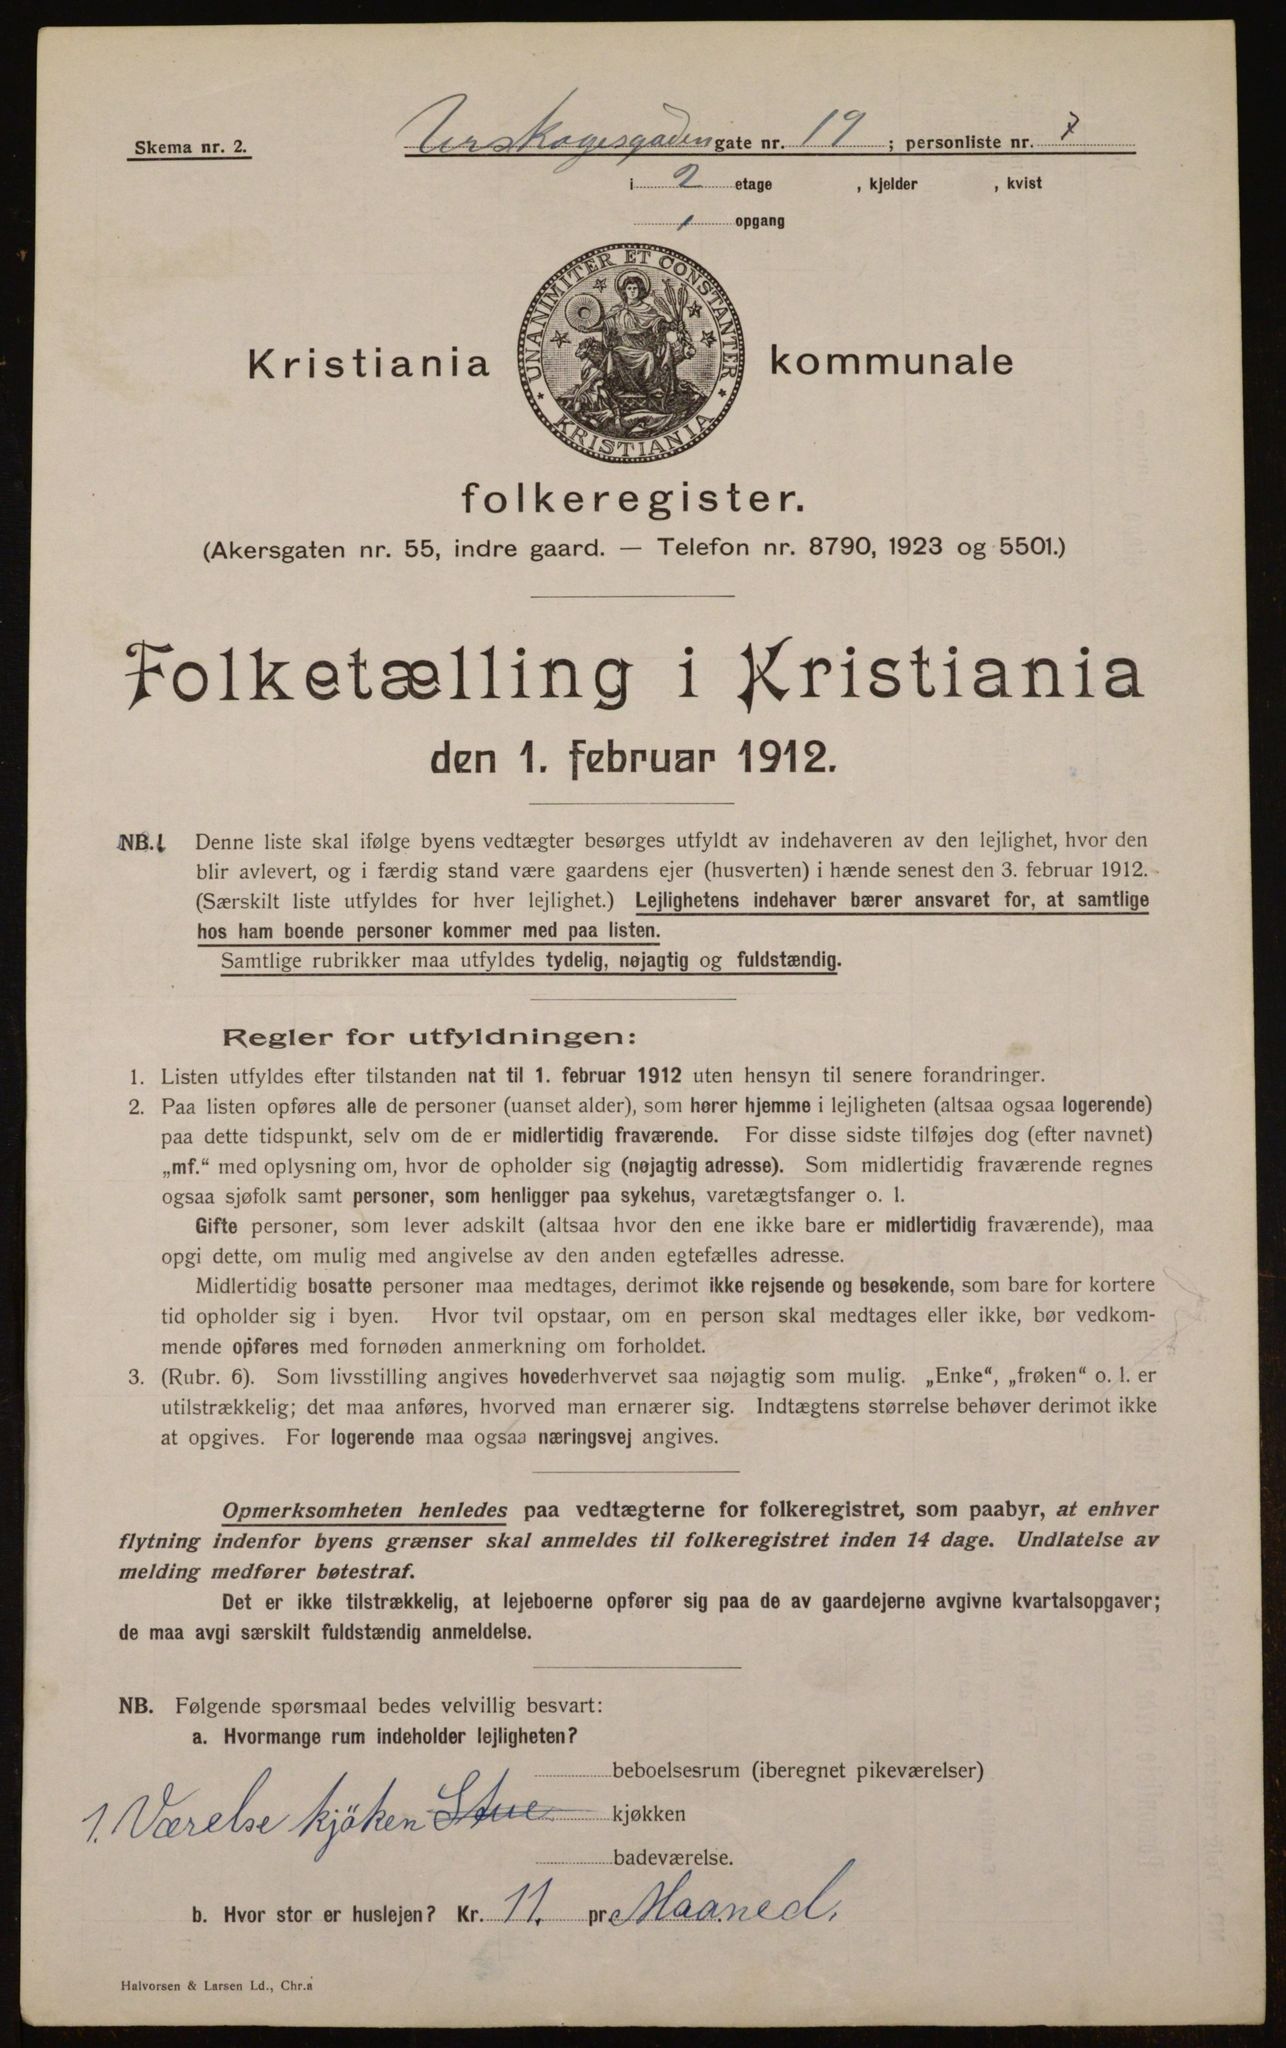 Skema nr. 2.
Urskogsgaden gate nr. 19 ; personliste nr. 7
i 2 etage , kjelder , kvist
1 opgang
UNANIMITER ET CONSTANTER
KRISTIANIA
Kristiania kommunale
folkeregister.
(Akersgaten nr. 55, indre gaard. — Telefon nr. 8790, 1923 og 5501.)
Folketælling i Kristiania
den 1. februar 1912.
NB.! Denne liste skal ifølge byens vedtægter besørges utfyldt av indehaveren av den lejlighet, hvor den
blir avlevert, og i færdig stand være gaardens ejer (husverten) i hænde senest den 3. februar 1912.
(Særskilt liste utfyldes for hver lejlighet.) Lejlighetens indehaver bærer ansvaret for, at samtlige
hos ham boende personer kommer med paa listen.
Samtlige rubrikker maa utfyldes tydelig, nøjagtig og fuldstændig.
Regler for utfyldningen:
1. Listen utfyldes efter tilstanden nat til 1. februar 1912 uten hensyn til senere forandringer.
2. Paa listen opføres alle de personer (uanset alder), som hører hjemme i lejligheten (altsaa ogsaa logerende)
paa dette tidspunkt, selv om de er midlertidig fraværende. For disse sidste tilføjes dog (efter navnet)
„mf.“ med oplysning om, hvor de opholder sig (nøjagtig adresse). Som midlertidig fraværende regnes
ogsaa sjøfolk samt personer, som henligger paa sykehus, varetægtsfanger o. l.
Gifte personer, som lever adskilt (altsaa hvor den ene ikke bare er midlertidig fraværende), maa
opgi dette, om mulig med angivelse av den anden egtefælles adresse.
Midlertidig bosatte personer maa medtages, derimot ikke rejsende og besøkende, som bare for kortere
tid opholder sig i byen. Hvor tvil opstaar, om en person skal medtages eller ikke, bør vedkom-
mende opføres med fornøden anmerkning om forholdet.
3. (Rubr. 6). Som livsstilling angives hovederhvervet saa nøjagtig som mulig. „Enke“, „frøken“ o. l. er
utilstrækkelig; det maa anføres, hvorved man ernærer sig. Indtægtens størrelse behøver derimot ikke
at opgives. For logerende maa ogsaa næringsvej angives.
Opmerksomheten henledes paa vedtægterne for folkeregistret, som paabyr, at enhver
flytning indenfor byens grænser skal anmeldes til folkeregistret inden 14 dage. Undlatelse av
melding medfører bøtestraf.
Det er ikke tilstrækkelig, at lejeboerne opfører sig paa de av gaardejerne avgivne kvartalsopgaver;
de maa avgi særskilt fuldstændig anmeldelse.
NB. Følgende spørsmaal bedes velvillig besvart:
a. Hvormange rum indeholder lejligheten?
beboelsesrum (iberegnet pikeværelser)
1. Værelse kjöken Stue kjøkken
badeværelse.
b. Hvor stor er huslejen? Kr. 11. pr Maaned.
Halvorsen & Larsen Ld., Chr.a